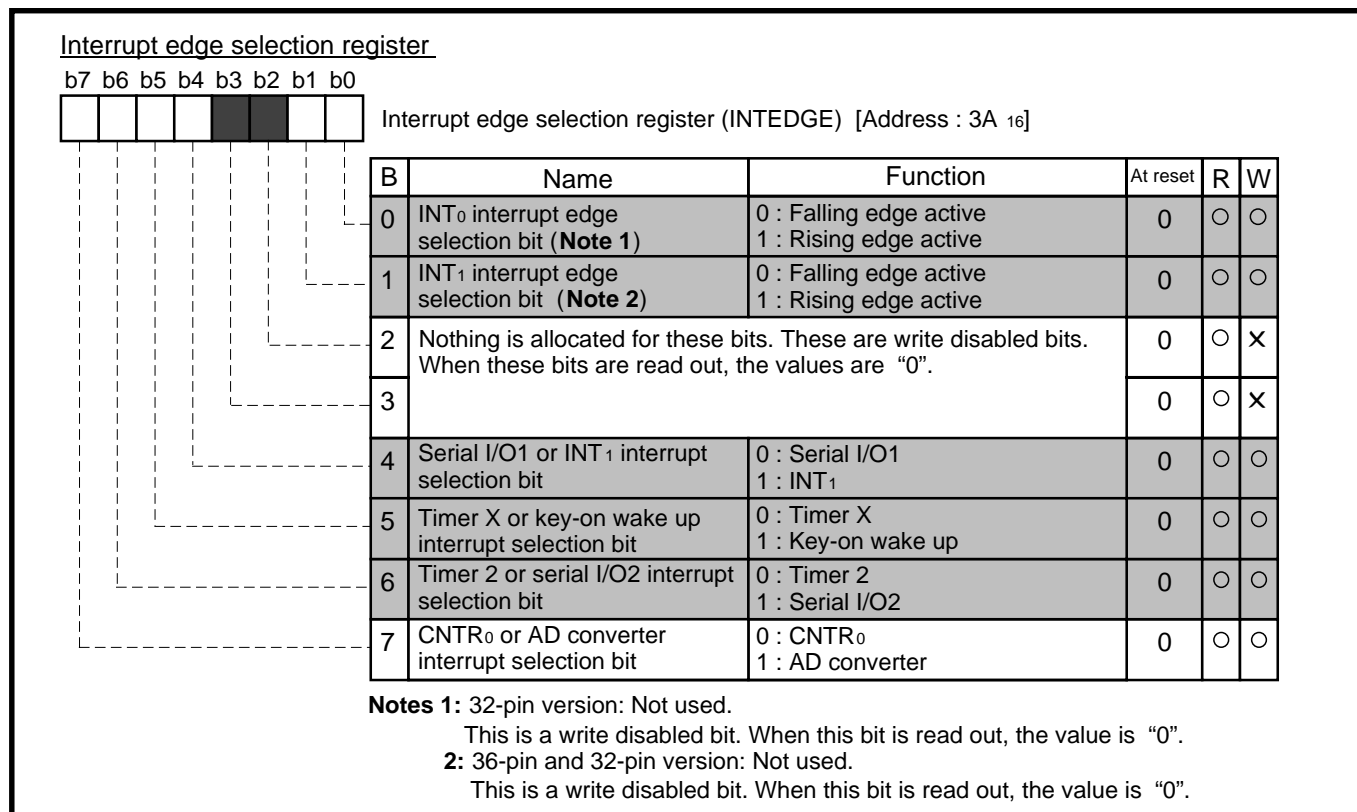 Interrupt edge selection register
b7 b6 b5 b4 b3 b2 b1 b0
Interrupt edge selection register (INTEDGE) [Address : 3A 16]
B Name Function At reset R W
0 INT0 interrupt edge 0 : Falling edge active 0 ○ ○
selection bit (Note 1) 1 : Rising edge active
1 INT1 interrupt edge 0 : Falling edge active 0 ○ ○
selection bit (Note 2) 1 : Rising edge active
2 Nothing is allocated for these bits. These are write disabled bits. 0 ○ ×
When these bits are read out, the values are “0”.
3 0 ○ ×
4 Serial I/O1 or INT1 interrupt 0 : Serial I/O1 0 ○ ○
selection bit 1 : INT1
5 Timer X or key-on wake up 0 : Timer X 0 ○ ○
interrupt selection bit 1 : Key-on wake up
6 Timer 2 or serial I/O2 interrupt 0 : Timer 2 0 ○ ○
selection bit 1 : Serial I/O2
7 CNTR0 or AD converter 0 : CNTR0 0 ○ ○
interrupt selection bit 1 : AD converter
Notes 1: 32-pin version: Not used.
This is a write disabled bit. When this bit is read out, the value is “0”.
2: 36-pin and 32-pin version: Not used.
This is a write disabled bit. When this bit is read out, the value is “0”.